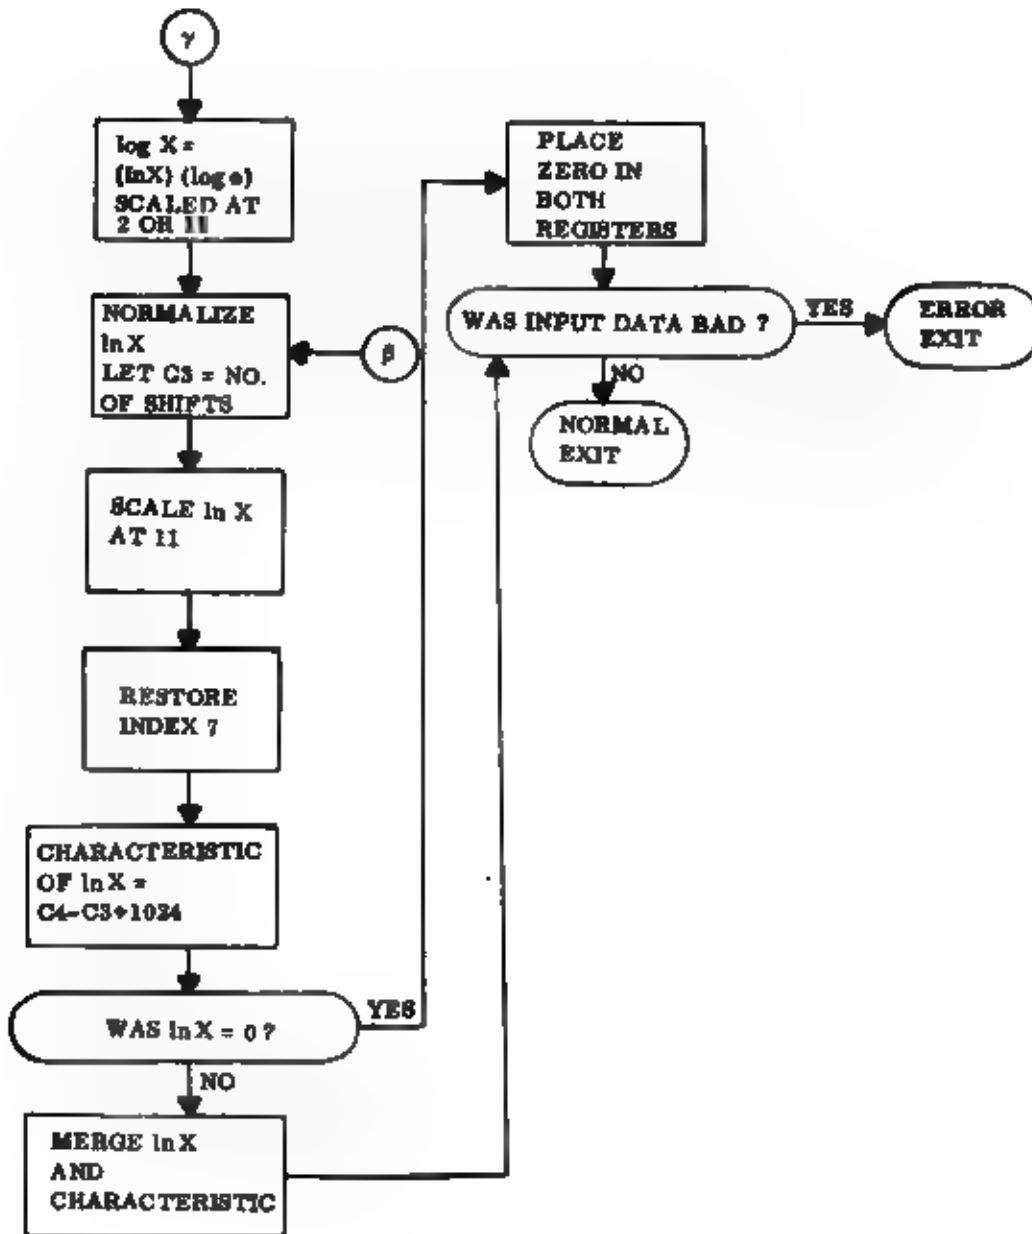 γ
log X =
(lnX) (log e)
SCALED AT
2 OR 11
NORMALIZE
ln X
LET C3 = NO.
OF SHIFTS
β
SCALE ln X
AT 11
RESTORE
INDEX 7
CHARACTERISTIC
OF ln X =
C4-C3+1024
WAS ln X = 0 ?
YES
NO
MERGE ln X
AND
CHARACTERISTIC
PLACE
ZERO IN
BOTH
REGISTERS
WAS INPUT DATA BAD ?
YES
ERROR
EXIT
NO
NORMAL
EXIT